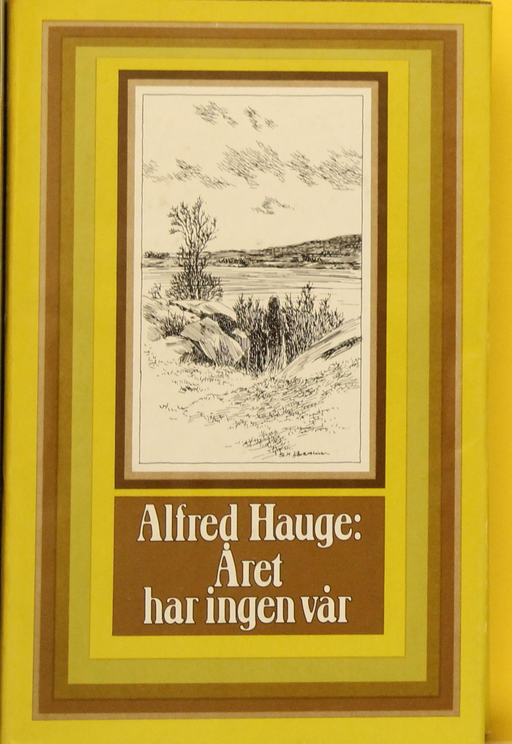 Alfred Hauge:
Året
har ingen vår